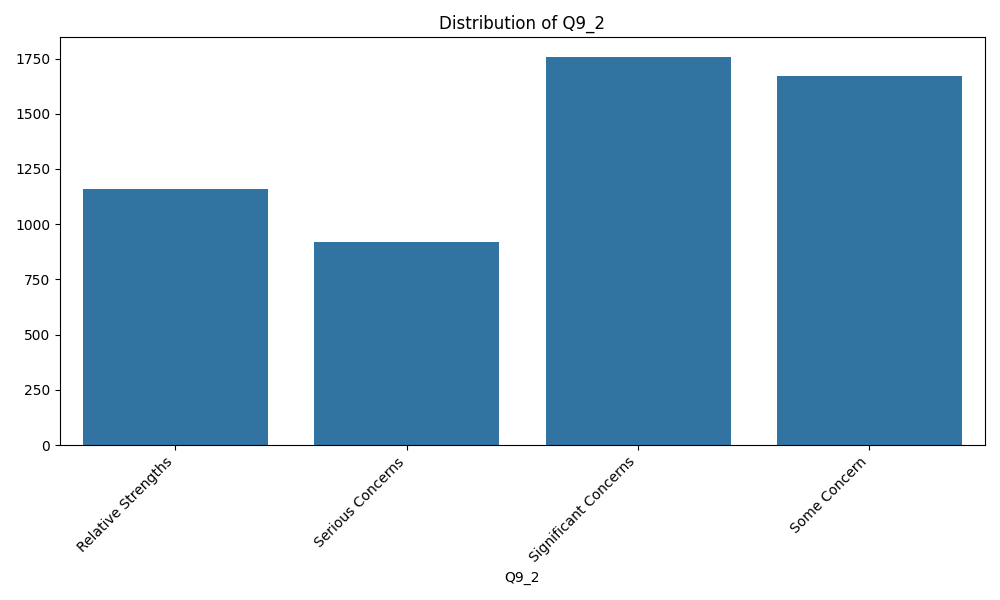 Distribution of Q9_2
1750
1500
1250
1000
750
500
250
0
Relative Strengths
Serious Concerns
Significant Concerns
Some Concern
Q9_2